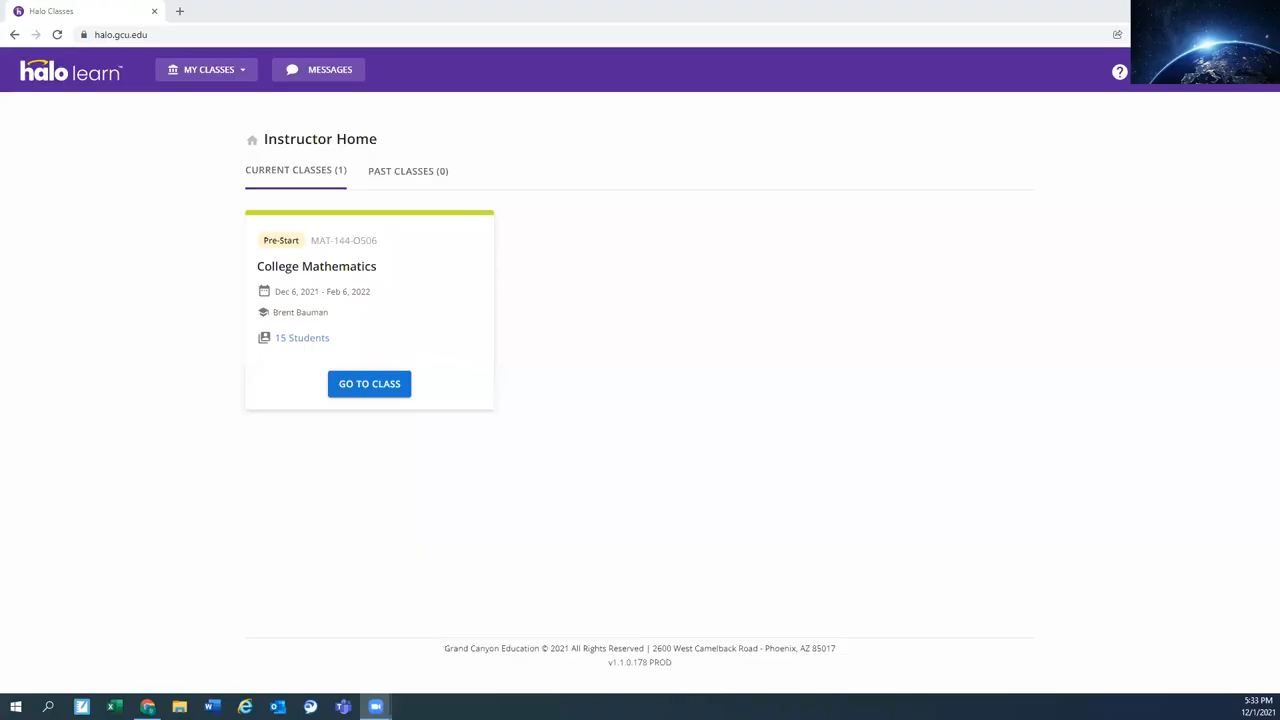 Halo Classes
halo.gcu.edu
halo learn™
MY CLASSES
MESSAGES
?
Instructor Home
CURRENT CLASSES (1)
PAST CLASSES (0)
Pre-Start MAT-144-O506
College Mathematics
Dec 6, 2021 - Feb 6, 2022
Brent Bauman
15 Students
GO TO CLASS
Grand Canyon Education © 2021 All Rights Reserved | 2600 West Camelback Road - Phoenix, AZ 85017
v1.1.0.178 PROD
5:33 PM
12/1/2021